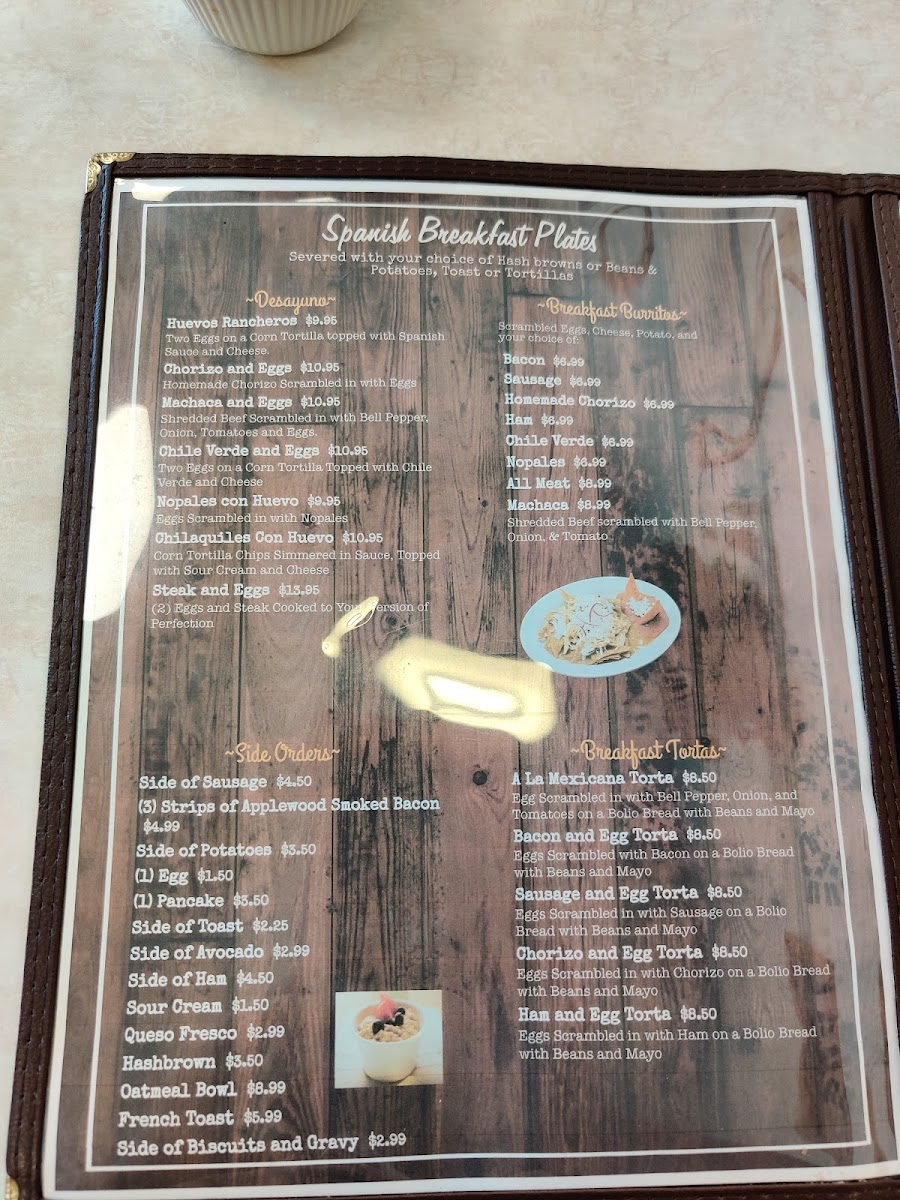 Spanish Breakfast Plates
Severed with your choice of Hash browns or Beans &
Potatoes, Toast or Tortillas
~Desayuno~
Huevos Rancheros $9.95
Two Eggs on a Corn Tortilla topped with Spanish
Sauce and Cheese.
Chorizo and Eggs $10.95
Homemade Chorizo Scrambled in with Eggs
Machaca and Eggs $10.95
Shredded Beef Scrambled in with Bell Pepper,
Onion, Tomatoes and Eggs.
Chile Verde and Eggs $10.95
Two Eggs on a Corn Tortilla Topped with Chile
Verde and Cheese
Nopales con Huevo $9.95
Eggs Scrambled in with Nopales
Chilaquiles Con Huevo $10.95
Corn Tortilla Chips Simmered in Sauce, Topped
with Sour Cream and Cheese
Steak and Eggs $13.95
(2) Eggs and Steak Cooked to Your Version of
Perfection
~Breakfast Burritos~
Scrambled Eggs, Cheese, Potato, and
your choice of:
Bacon $6.99
Sausage $6.99
Homemade Chorizo $6.99
Ham $6.99
Chile Verde $6.99
Nopales $6.99
All Meat $8.99
Machaca $8.99
Shredded Beef scrambled with Bell Pepper,
Onion, & Tomato
~Side Orders~
Side of Sausage $4.50
(3) Strips of Applewood Smoked Bacon
$4.99
Side of Potatoes $3.50
(1) Egg $1.50
(1) Pancake $3.50
Side of Toast $2.25
Side of Avocado $2.99
Side of Ham $4.50
Sour Cream $1.50
Queso Fresco $2.99
Hashbrown $3.50
Oatmeal Bowl $8.99
French Toast $5.99
Side of Biscuits and Gravy $2.99
~Breakfast Tortas~
A La Mexicana Torta $8.50
Egg Scrambled in with Bell Pepper, Onion, and
Tomatoes on a Bolio Bread with Beans and Mayo
Bacon and Egg Torta $8.50
Eggs Scrambled with Bacon on a Bolio Bread
with Beans and Mayo
Sausage and Egg Torta $8.50
Eggs Scrambled in with Sausage on a Bolio
Bread with Beans and Mayo
Chorizo and Egg Torta $8.50
Eggs Scrambled in with Chorizo on a Bolio Bread
with Beans and Mayo
Ham and Egg Torta $8.50
Eggs Scrambled in with Ham on a Bolio Bread
with Beans and Mayo